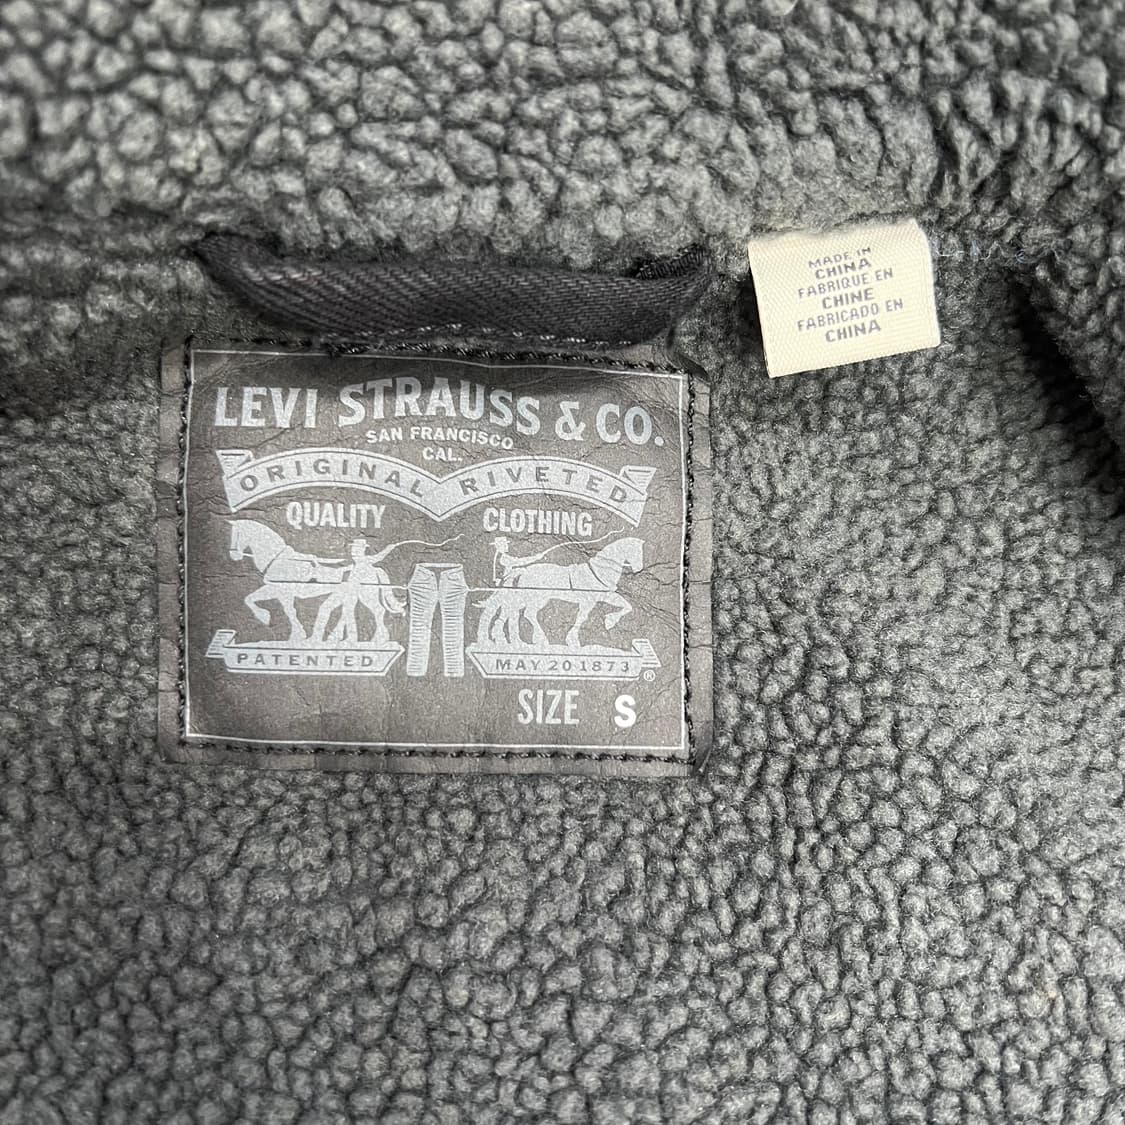 LEVI STRAUSS & CO.
SAN FRANCISCO
CAL.
ORIGINAL RIVETED
QUALITY CLOTHING
PATENTED MAY 20 1873 ®
SIZE S
MADE IN
CHINA
FABRIQUE EN
CHINE
FABRICADO EN
CHINA